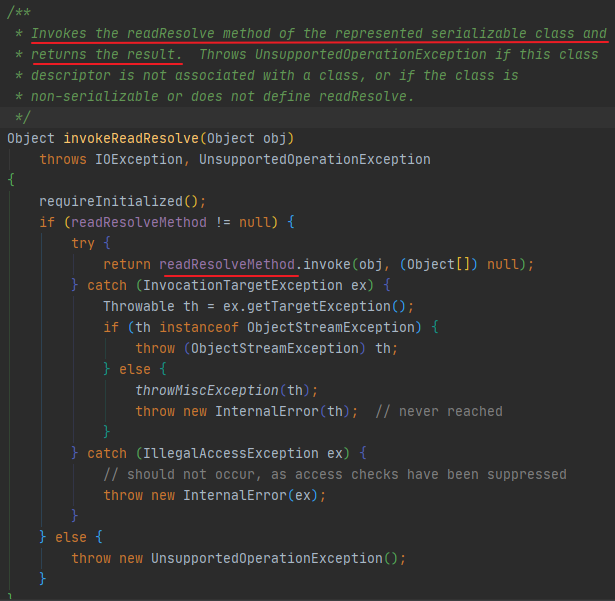 /**
 * Invokes the readResolve method of the represented serializable class and
 * returns the result.  Throws UnsupportedOperationException if this class
 * descriptor is not associated with a class, or if the class is
 * non-serializable or does not define readResolve.
 */
Object invokeReadResolve(Object obj)
    throws IOException, UnsupportedOperationException
{
    requireInitialized();
    if (readResolveMethod != null) {
        try {
            return readResolveMethod.invoke(obj, (Object[]) null);
        } catch (InvocationTargetException ex) {
            Throwable th = ex.getTargetException();
            if (th instanceof ObjectStreamException) {
                throw (ObjectStreamException) th;
            } else {
                throwMiscException(th);
                throw new InternalError(th);  // never reached
            }
        } catch (IllegalAccessException ex) {
            // should not occur, as access checks have been suppressed
            throw new InternalError(ex);
        }
    } else {
        throw new UnsupportedOperationException();
    }
}